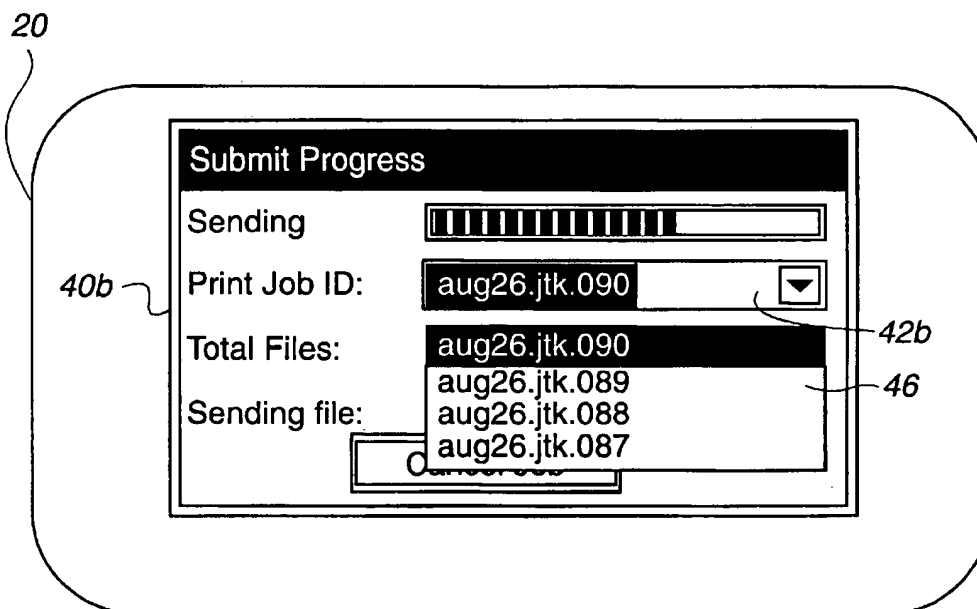 20
Submit Progress
Sending
40b
Print Job ID: aug26.jtk.090
42b
Total Files: aug26.jtk.090
aug26.jtk.089
46
Sending file: aug26.jtk.088
aug26.jtk.087